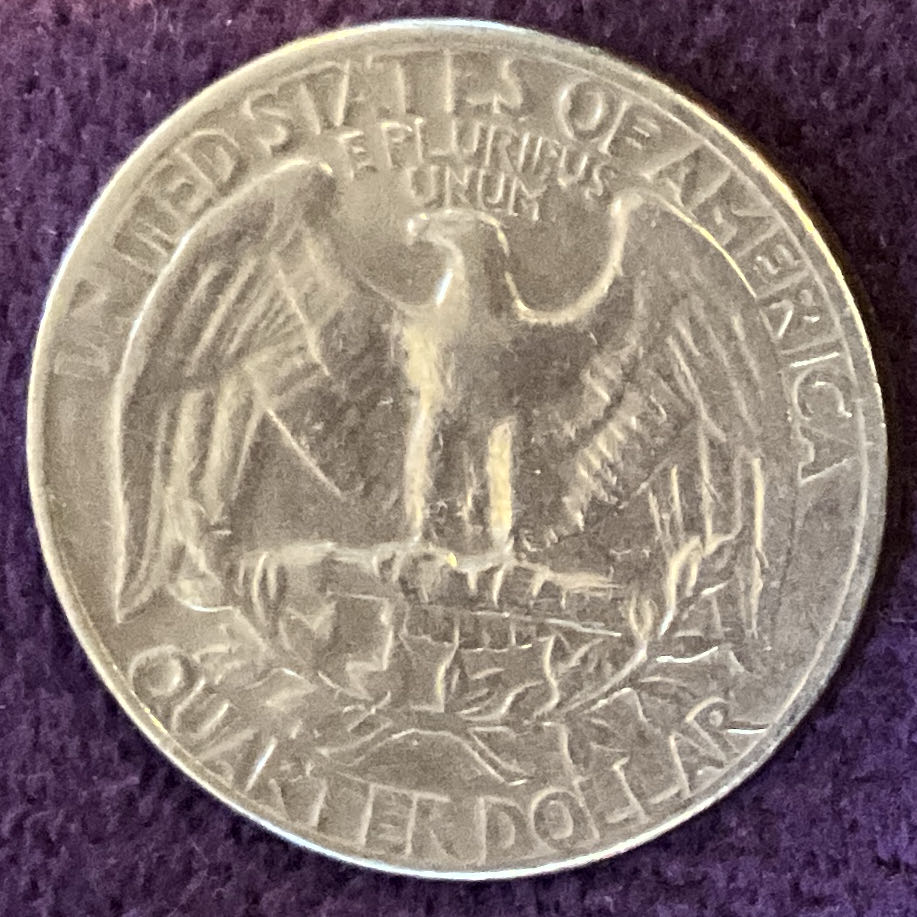 UNITED STATES OF AMERICA
E PLURIBUS
UNUM
QUARTER DOLLAR